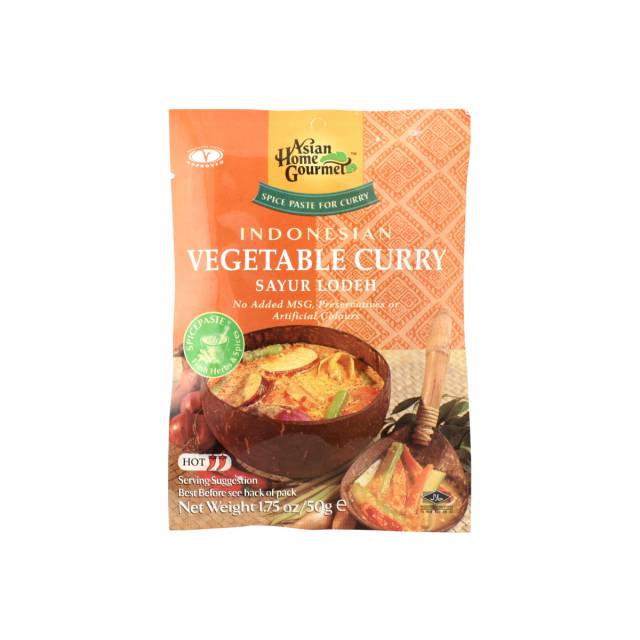 Asian
Home
Gourmet
TM
SPICE PASTE FOR CURRY
V
APPROVED
INDONESIAN
VEGETABLE CURRY
SAYUR LODEH
No Added MSG, Preservatives or
Artificial Colours
SPICEPASTE
Fresh Herbs & Spices
HOT
Serving Suggestion
Best Before see back of pack
Net Weight 1.75 oz/50g e